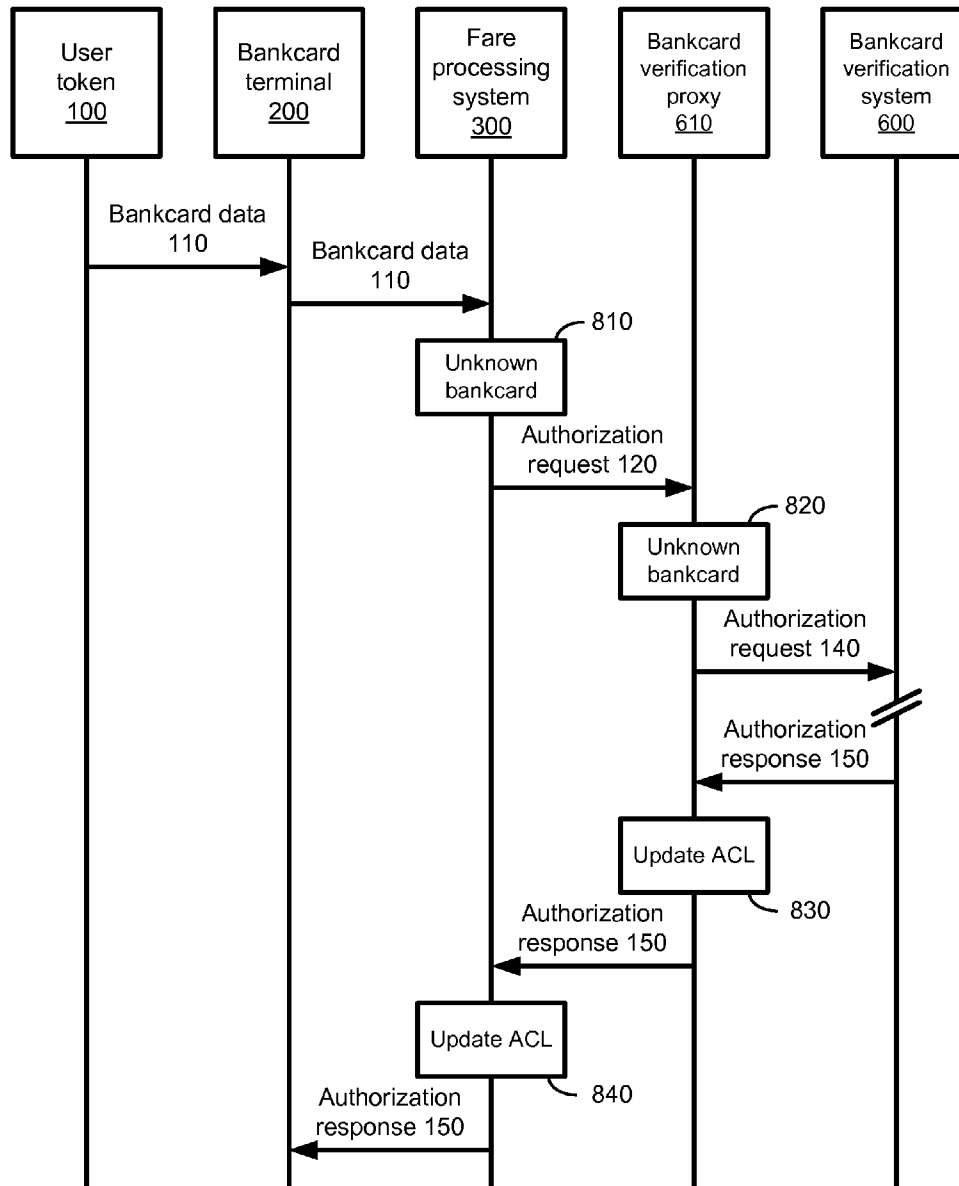 User
token
100
Bankcard
terminal
200
Fare
processing
system
300
Bankcard
verification
proxy
610
Bankcard
verification
system
600
Bankcard data
110
Bankcard data
110
810
Unknown
bankcard
Authorization
request 120
820
Unknown
bankcard
Authorization
request 140
Authorization
response 150
Update ACL
830
Authorization
response 150
Update ACL
840
Authorization
response 150